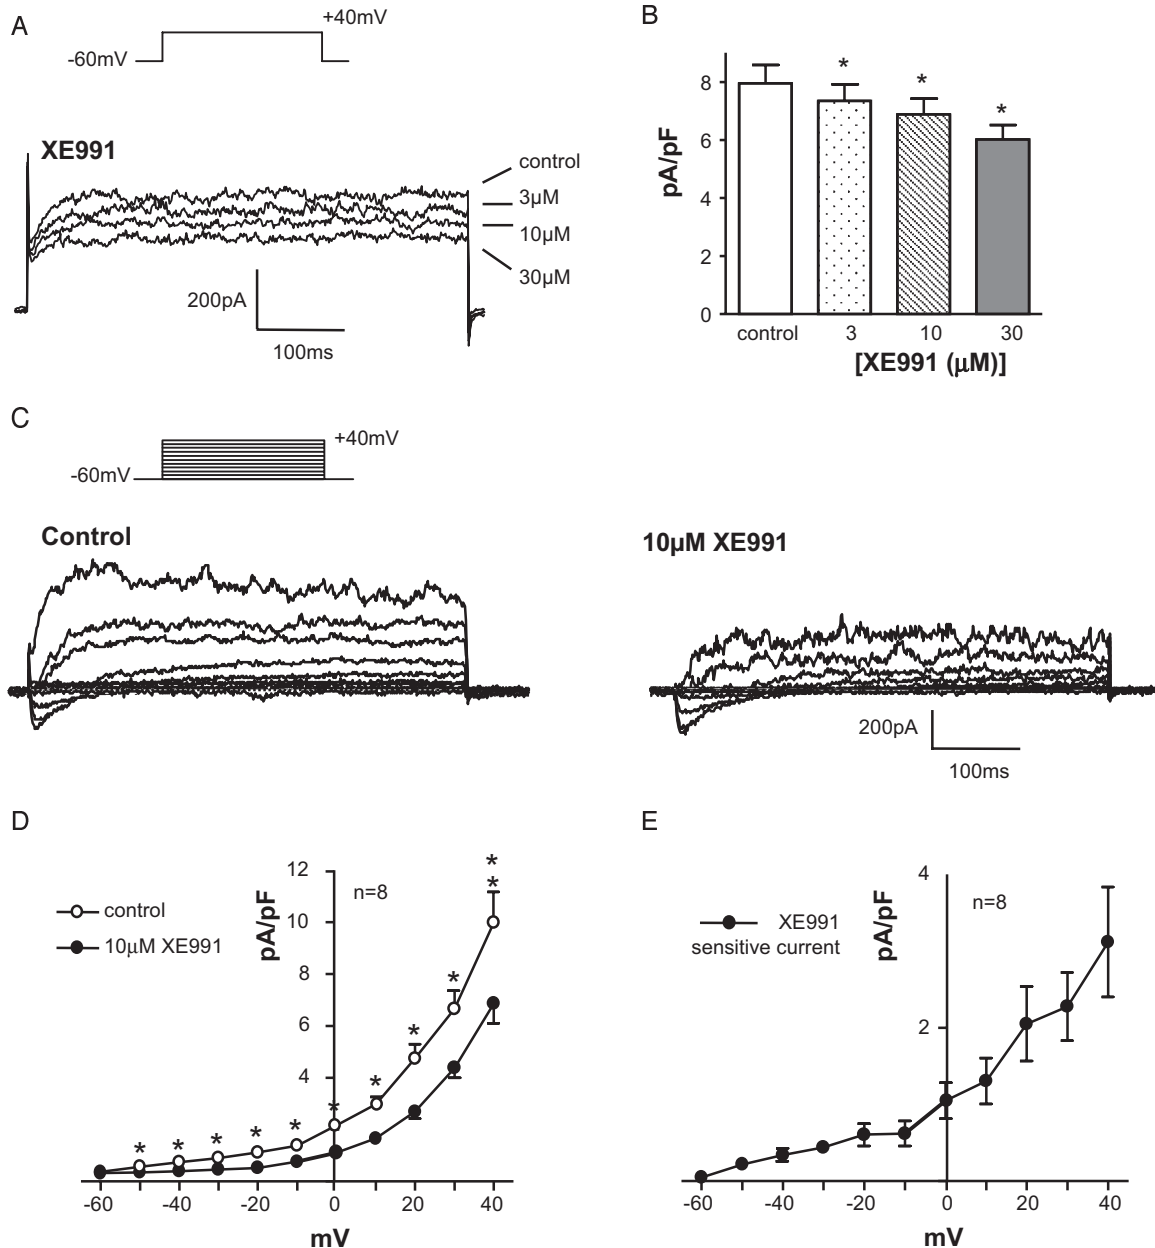 A
+40mV
-60mV
XE991
control
3µM
10µM
30µM
200pA
100ms
B
pA/pF
8
6
4
2
0
*
*
*
control
3
10
30
[XE991 (µM)]
C
+40mV
-60mV
Control
10µM XE991
200pA
100ms
D
control
10µM XE991
n=8
pA/pF
12
10
8
6
4
* * * * * * * * * * *
-60
-40
-20
0
20
40
mV
E
XE991
sensitive current
n=8
pA/pF
4
2
-60
-40
-20
0
20
40
mV